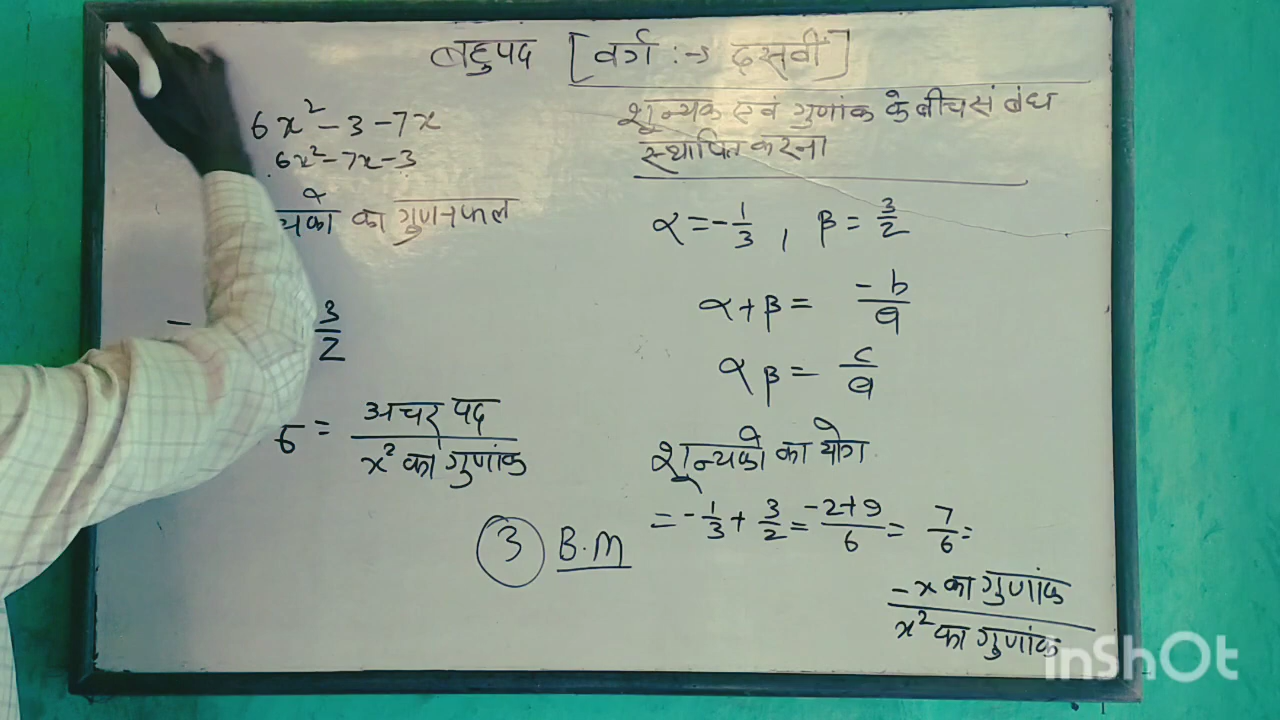 बहुपद [वर्ग :→ दसवीं]
6x² - 3 - 7x
6x² - 7x - 3
का गुणनफल
-
3/2
6 = अचर पद / x² का गुणांक
शून्यक एवं गुणांक के बीच संबंध
स्थापित करना
α = -1/3 , β = 3/2
α + β = -b/a
αβ = c/a
शून्यकों का योग
= -1/3 + 3/2 = -2+9/6 = 7/6 =
-x का गुणांक / x² का गुणांक
3 B.M
InShOt